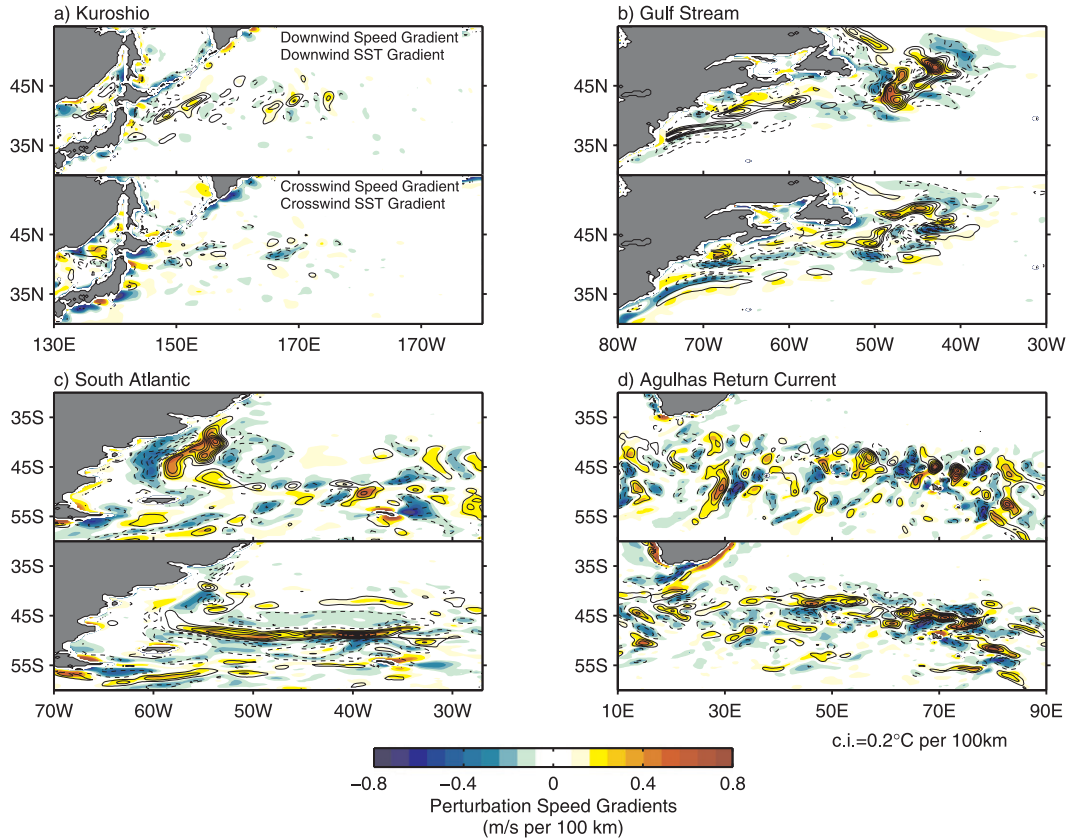 a) Kuroshio
Downwind Speed Gradient
Downwind SST Gradient
45N
35N
Crosswind Speed Gradient
Crosswind SST Gradient
45N
35N
130E 150E 170E 170W
b) Gulf Stream
45N
35N
45N
35N
80W 70W 60W 50W 40W 30W
c) South Atlantic
35S
45S
55S
35S
45S
55S
70W 60W 50W 40W 30W
d) Agulhas Return Current
35S
45S
55S
35S
45S
55S
10E 30E 50E 70E 90E
c.i.=0.2°C per 100km
−0.8 −0.4 0 0.4 0.8
Perturbation Speed Gradients
(m/s per 100 km)